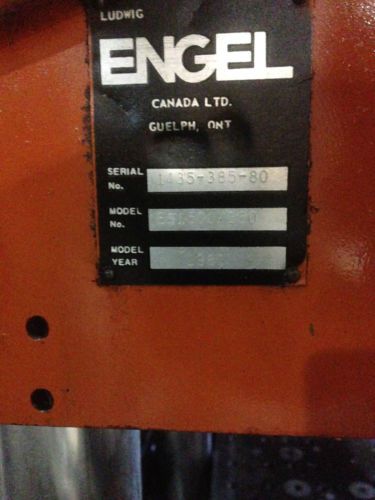 LUDWIG
ENGEL
CANADA LTD.
GUELPH, ONT
SERIAL No. 1435-385-80
MODEL No.
MODEL YEAR